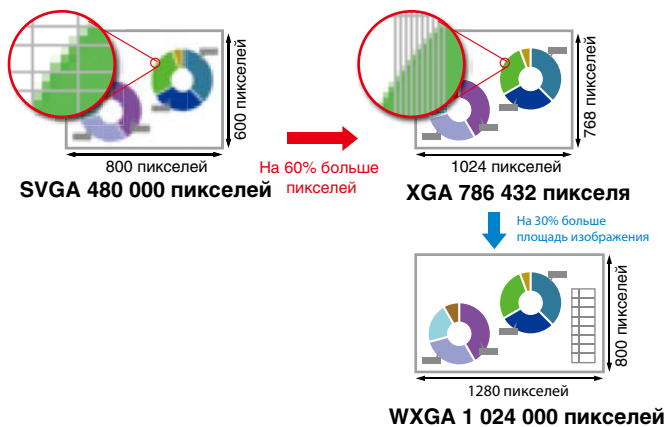 600 пикселей
800 пикселей
SVGA 480 000 пикселей
На 60% больше
пикселей
768 пикселей
1024 пикселей
XGA 786 432 пикселя
На 30% больше
площадь изображения
800 пикселей
1280 пикселей
WXGA 1 024 000 пикселей